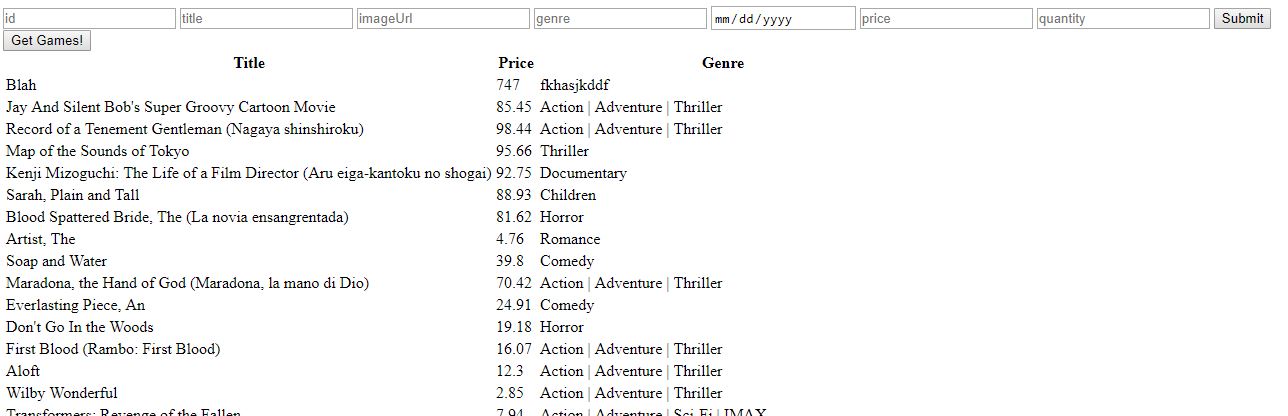 id title imageUrl genre mm/dd/yyyy price quantity Submit
Get Games!
Title Price Genre
Blah 747 fkhasjkddf
Jay And Silent Bob's Super Groovy Cartoon Movie 85.45 Action | Adventure | Thriller
Record of a Tenement Gentleman (Nagaya shinshiroku) 98.44 Action | Adventure | Thriller
Map of the Sounds of Tokyo 95.66 Thriller
Kenji Mizoguchi: The Life of a Film Director (Aru eiga-kantoku no shogai) 92.75 Documentary
Sarah, Plain and Tall 88.93 Children
Blood Spattered Bride, The (La novia ensangrentada) 81.62 Horror
Artist, The 4.76 Romance
Soap and Water 39.8 Comedy
Maradona, the Hand of God (Maradona, la mano di Dio) 70.42 Action | Adventure | Thriller
Everlasting Piece, An 24.91 Comedy
Don't Go In the Woods 19.18 Horror
First Blood (Rambo: First Blood) 16.07 Action | Adventure | Thriller
Aloft 12.3 Action | Adventure | Thriller
Wilby Wonderful 2.85 Action | Adventure | Thriller
Transformers: Revenge of the Fallen 7.94 Action | Adventure | Sci-Fi | IMAX